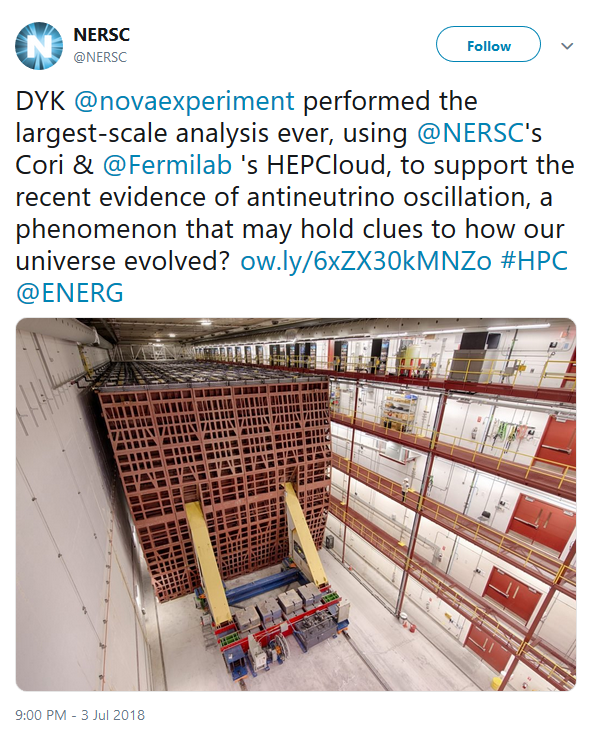 NERSC
@NERSC
Follow
DYK @novaexperiment performed the
largest-scale analysis ever, using @NERSC's
Cori & @Fermilab 's HEPCloud, to support the
recent evidence of antineutrino oscillation, a
phenomenon that may hold clues to how our
universe evolved? ow.ly/6xZX30kMNZo #HPC
@ENERG
9:00 PM - 3 Jul 2018